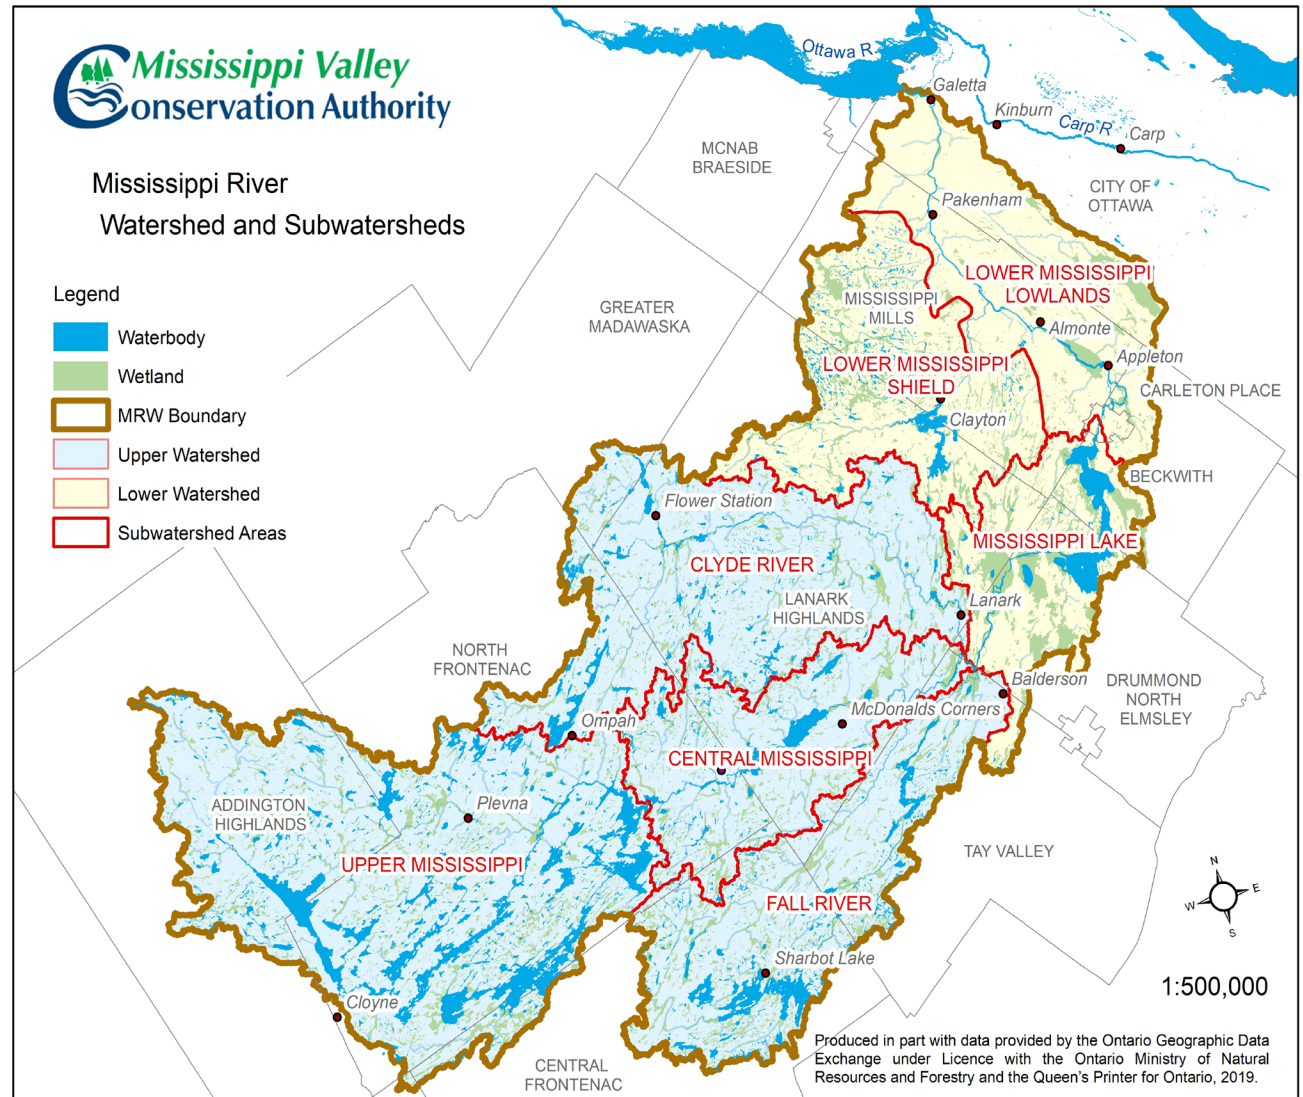 Mississippi Valley
Conservation Authority
Mississippi River
Watershed and Subwatersheds
Legend
Waterbody
Wetland
MRW Boundary
Upper Watershed
Lower Watershed
Subwatershed Areas
Ottawa R.
Galetta
Kinburn
Carp R
Carp
MCNAB
BRAESIDE
CITY OF
OTTAWA
Pakenham
LOWER MISSISSIPPI
LOWLANDS
MISSISSIPPI
MILLS
GREATER
MADAWASKA
Almonte
Appleton
LOWER MISSISSIPPI
SHIELD
CARLETON PLACE
Clayton
BECKWITH
Flower Station
MISSISSIPPI LAKE
CLYDE RIVER
LANARK
HIGHLANDS
Lanark
NORTH
FRONTENAC
Balderson
DRUMMOND
NORTH
ELMSLEY
McDonalds Corners
Ompah
CENTRAL MISSISSIPPI
ADDINGTON
HIGHLANDS
Plevna
UPPER MISSISSIPPI
TAY VALLEY
FALL RIVER
N
E
W
S
Sharbot Lake
1:500,000
Cloyne
CENTRAL
FRONTENAC
Produced in part with data provided by the Ontario Geographic Data
Exchange under Licence with the Ontario Ministry of Natural
Resources and Forestry and the Queen's Printer for Ontario, 2019.